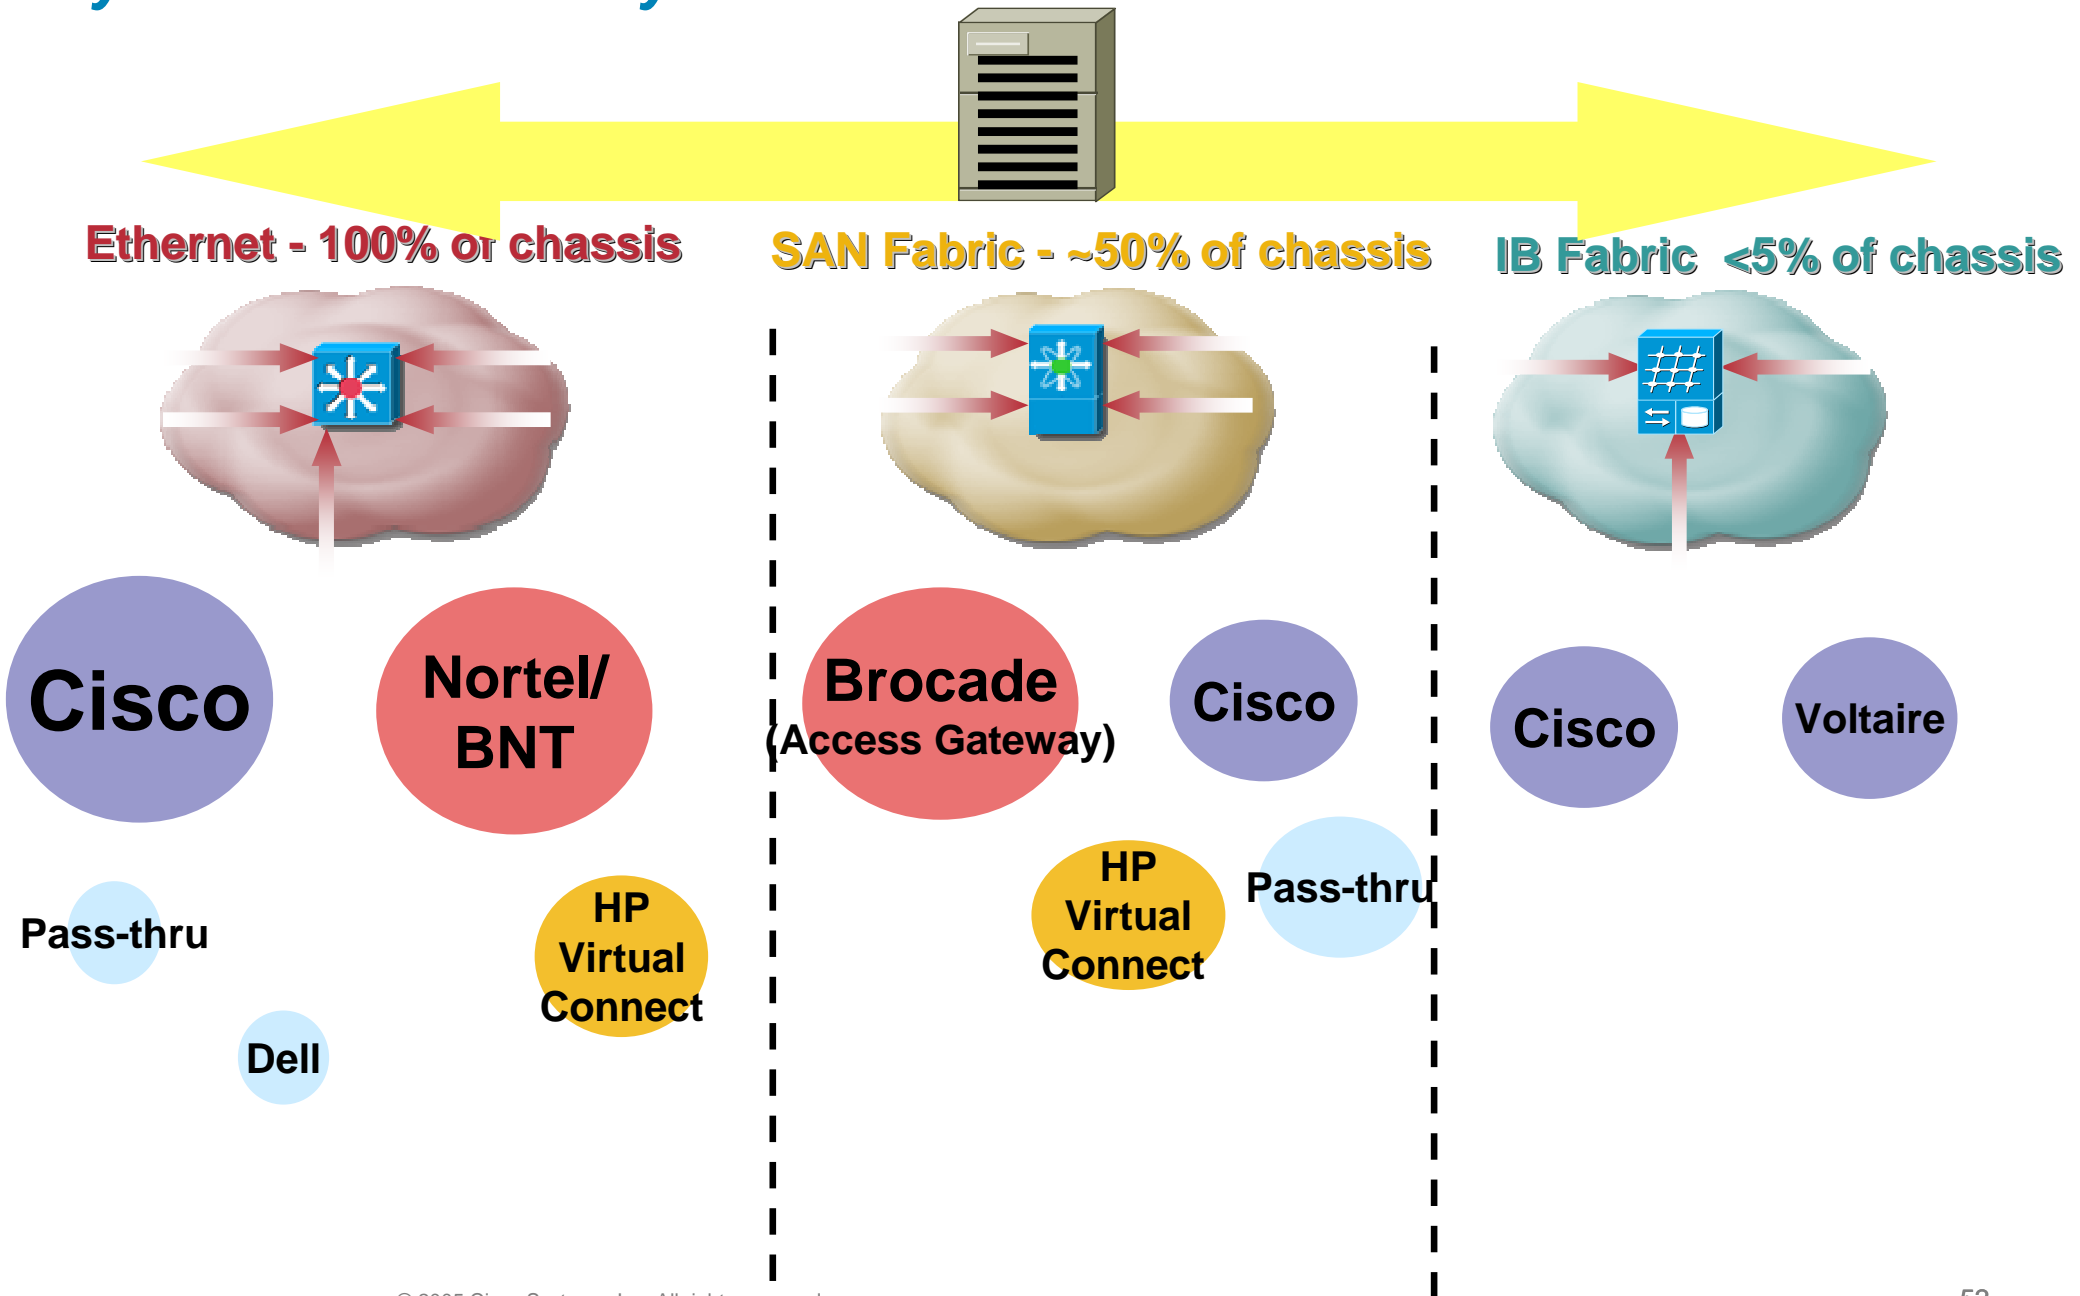 Ethernet - 100% of chassis
SAN Fabric - ~50% of chassis
IB Fabric <5% of chassis
Cisco
Nortel/
BNT
Brocade
(Access Gateway)
Cisco
Cisco
Voltaire
Pass-thru
HP
Virtual
Connect
Dell
HP
Virtual
Connect
Pass-thru